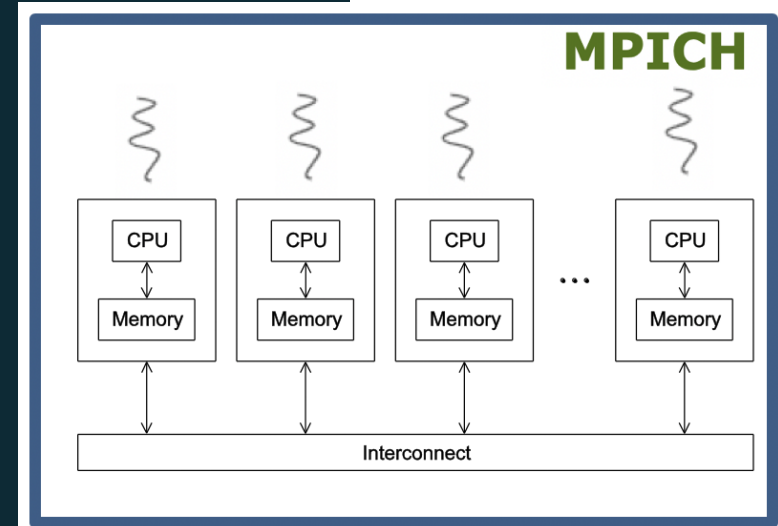 MPICH
CPU CPU CPU CPU
...
Memory Memory Memory Memory
Interconnect